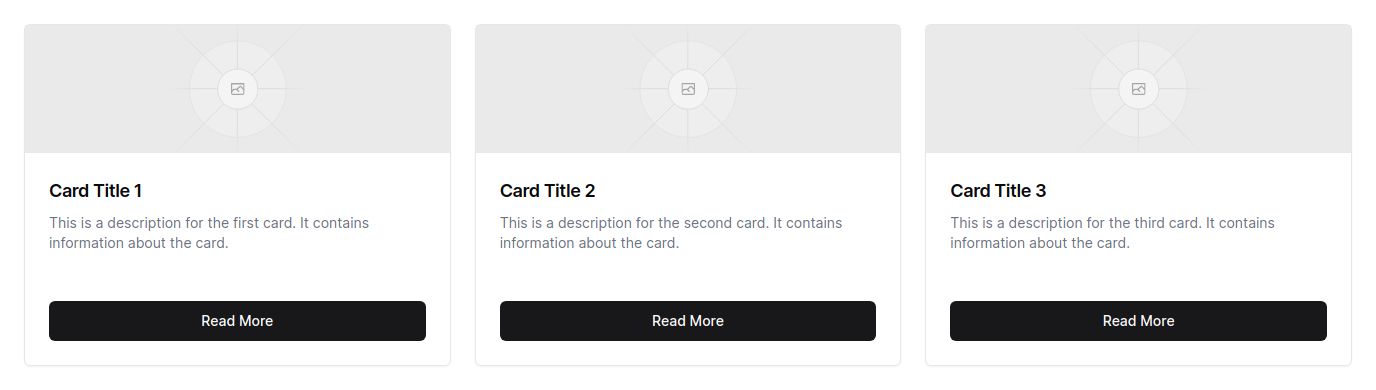 Card Title 1
This is a description for the first card. It contains
information about the card.
Read More
Card Title 2
This is a description for the second card. It contains
information about the card.
Read More
Card Title 3
This is a description for the third card. It contains
information about the card.
Read More